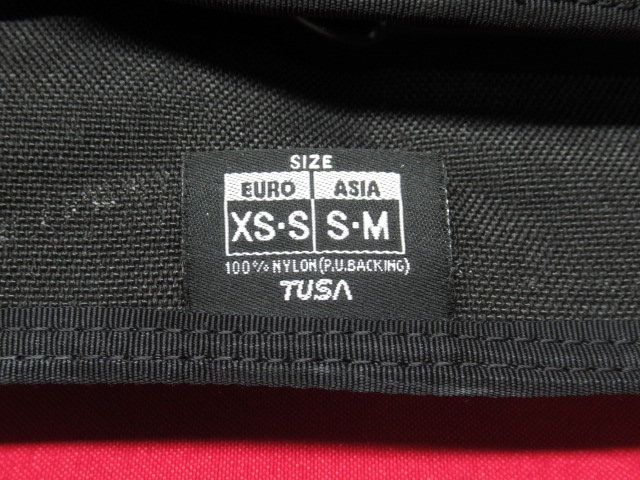 SIZE
EURO ASIA
XS·S S·M
100% NYLON (P.U.BACKING)
TUSA